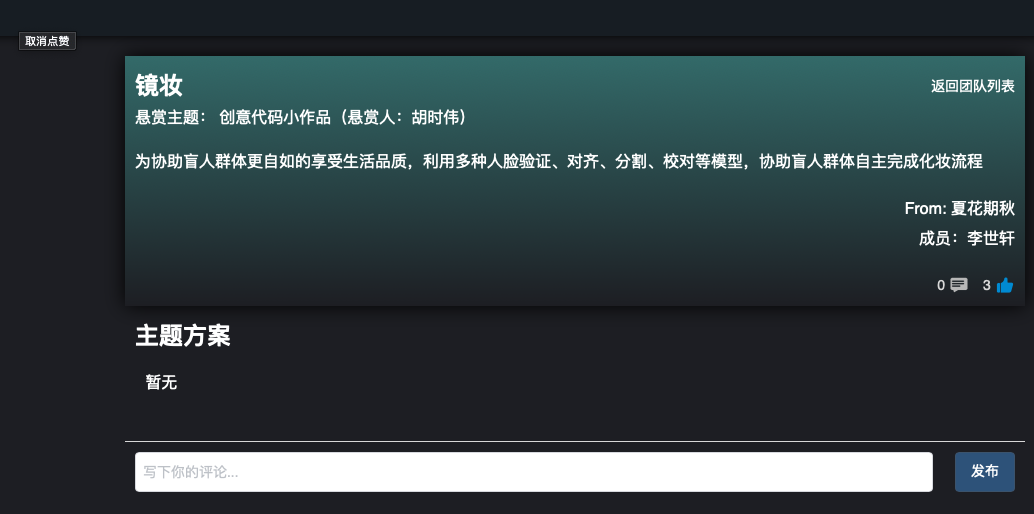 取消点赞
镜妆
返回团队列表
悬赏主题： 创意代码小作品（悬赏人：胡时伟）
为协助盲人群体更自如的享受生活品质，利用多种人脸验证、对齐、分割、校对等模型，协助盲人群体自主完成化妆流程
From: 夏花期秋
成员：李世轩
0 3
主题方案
暂无
写下你的评论...
发布